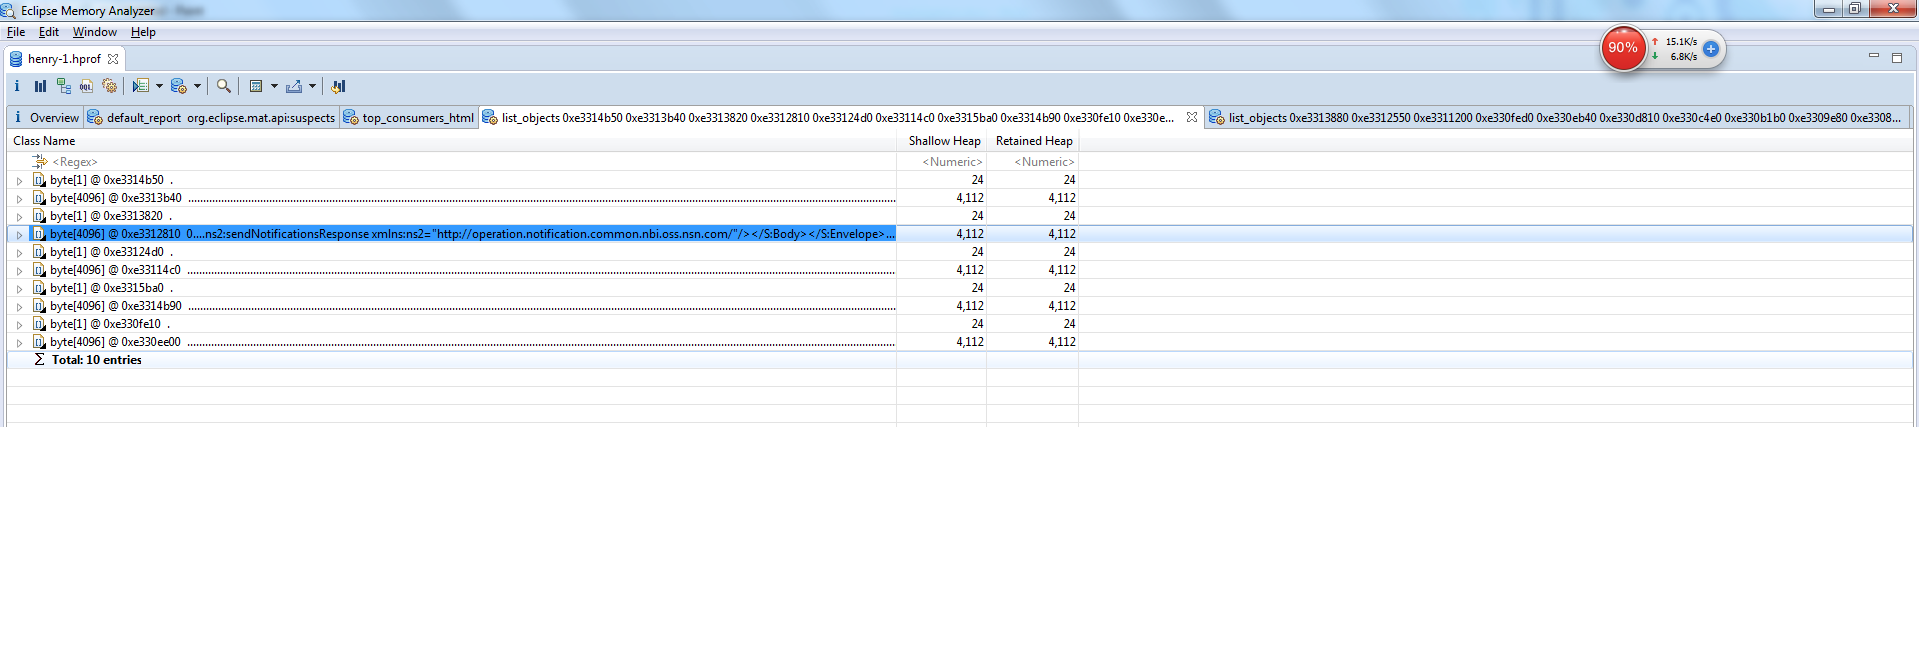 Eclipse Memory Analyzer
File Edit Window Help
henry-1.hprof
90% 15.1K/s
6.8K/s
i OQL
i Overview default_report org.eclipse.mat.api:suspects top_consumers_html list_objects 0xe3314b50 0xe3313b40 0xe3313820 0xe3312810 0xe33124d0 0xe33114c0 0xe3315ba0 0xe3314b90 0xe330fe10 0xe330e... list_objects 0xe3313880 0xe3312550 0xe3311200 0xe330fed0 0xe330eb40 0xe330d810 0xe330c4e0 0xe330b1b0 0xe3309e80 0xe3308...
Class Name Shallow Heap Retained Heap
<Regex> <Numeric> <Numeric>
byte[1] @ 0xe3314b50 . 24 24
byte[4096] @ 0xe3313b40 ................................ 4,112 4,112
byte[1] @ 0xe3313820 . 24 24
byte[4096] @ 0xe3312810 0....ns2:sendNotificationsResponse xmlns:ns2="http://operation.notification.common.nbi.oss.nsn.com/"/></S:Body></S:Envelope>... 4,112 4,112
byte[1] @ 0xe33124d0 . 24 24
byte[4096] @ 0xe33114c0 ................................ 4,112 4,112
byte[1] @ 0xe3315ba0 . 24 24
byte[4096] @ 0xe3314b90 ................................ 4,112 4,112
byte[1] @ 0xe330fe10 . 24 24
byte[4096] @ 0xe330ee00 ................................ 4,112 4,112
Σ Total: 10 entries